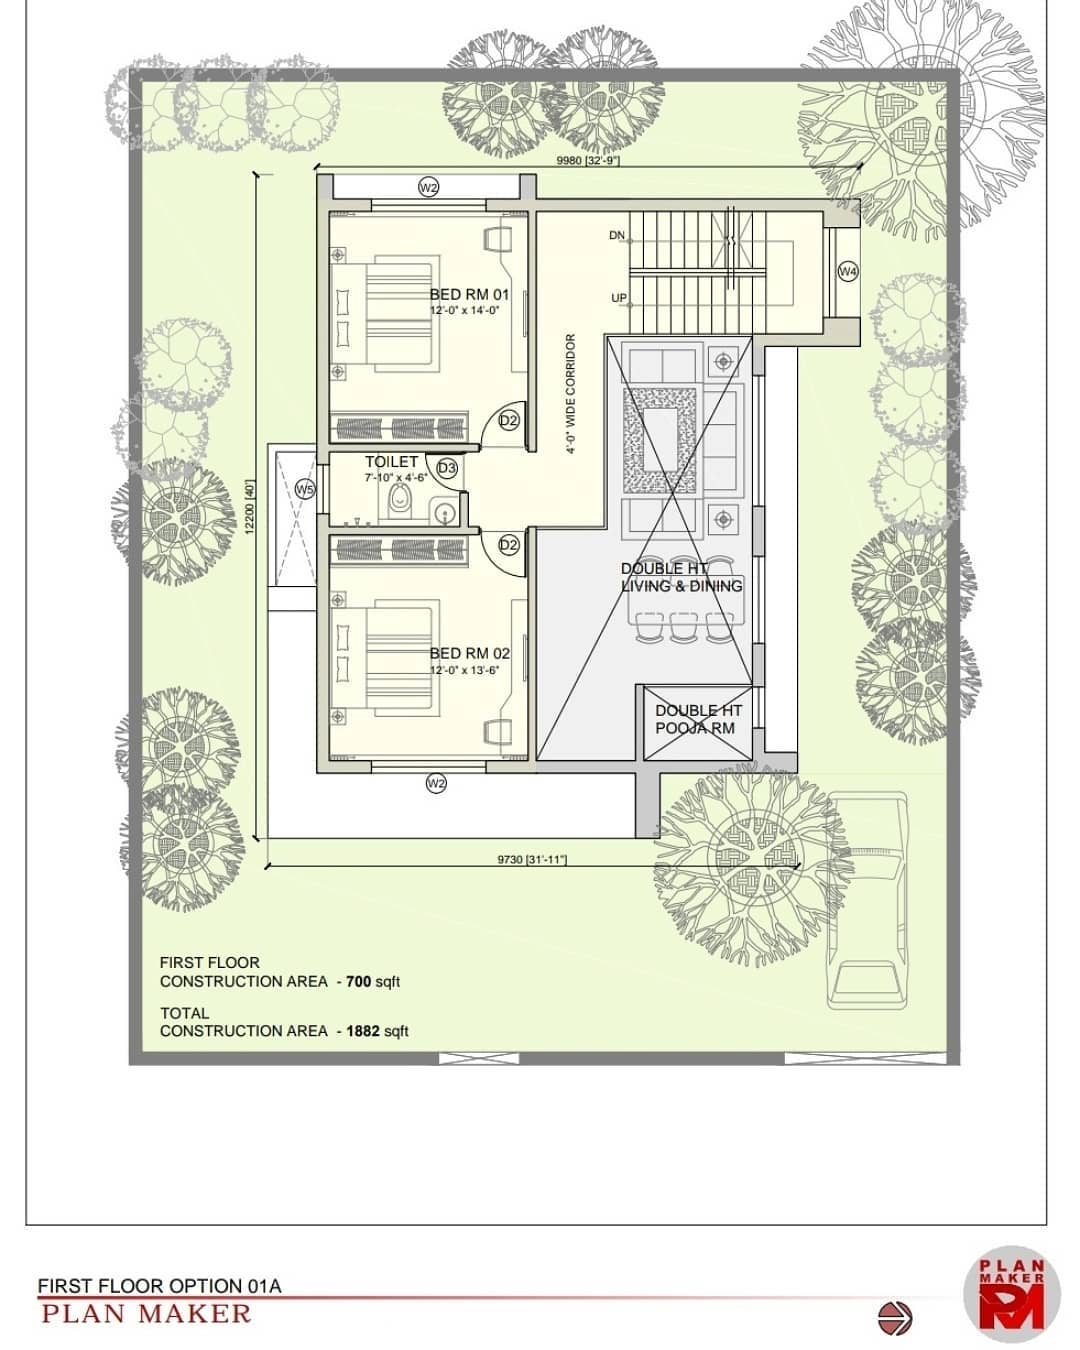 9980 [32'-9"]
W2
DN
W4
UP
BED RM 01
12'-0" x 14'-0"
4'-0" WIDE CORRIDOR
D2
TOILET
7'-10" x 4'-6"
D3
W5
12200 [40']
D2
DOUBLE HT
LIVING & DINING
BED RM 02
12'-0" x 13'-6"
DOUBLE HT
POOJA RM
W2
9730 [31'-11"]
FIRST FLOOR
CONSTRUCTION AREA - 700 sqft
TOTAL
CONSTRUCTION AREA - 1882 sqft
FIRST FLOOR OPTION 01A
PLAN MAKER
PLAN
MAKER
PM